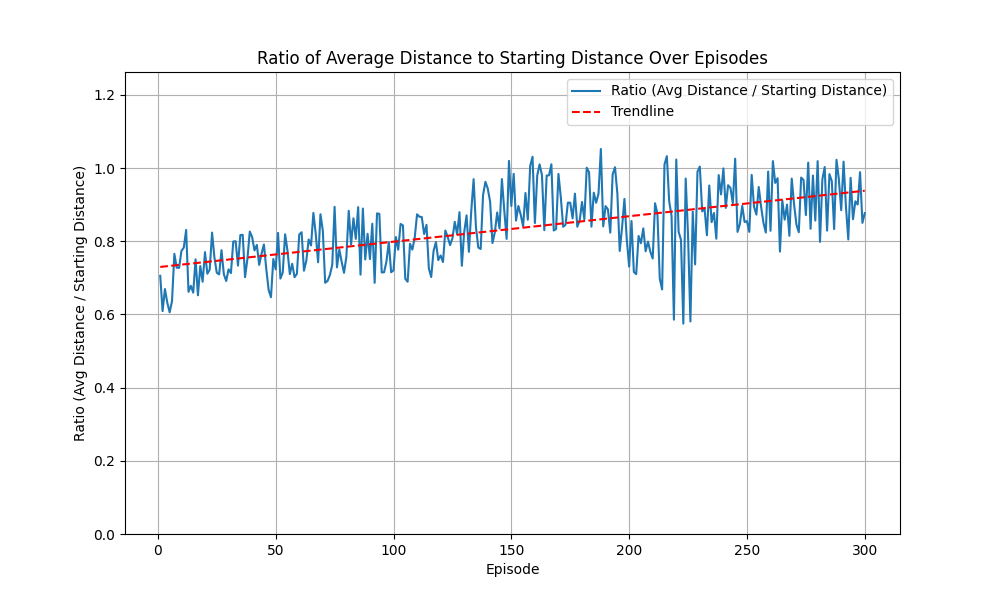 Ratio of Average Distance to Starting Distance Over Episodes
Ratio (Avg Distance / Starting Distance)
Trendline
Ratio (Avg Distance / Starting Distance)
1.2
1.0
0.8
0.6
0.4
0.2
0.0
0 50 100 150 200 250 300
Episode